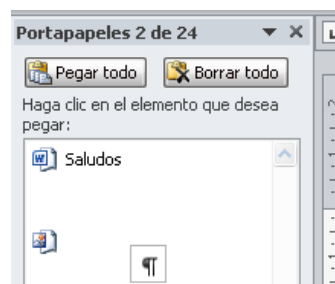 Portapapeles 2 de 24
Pegar todo Borrar todo
Haga clic en el elemento que desea
pegar:
Saludos
¶